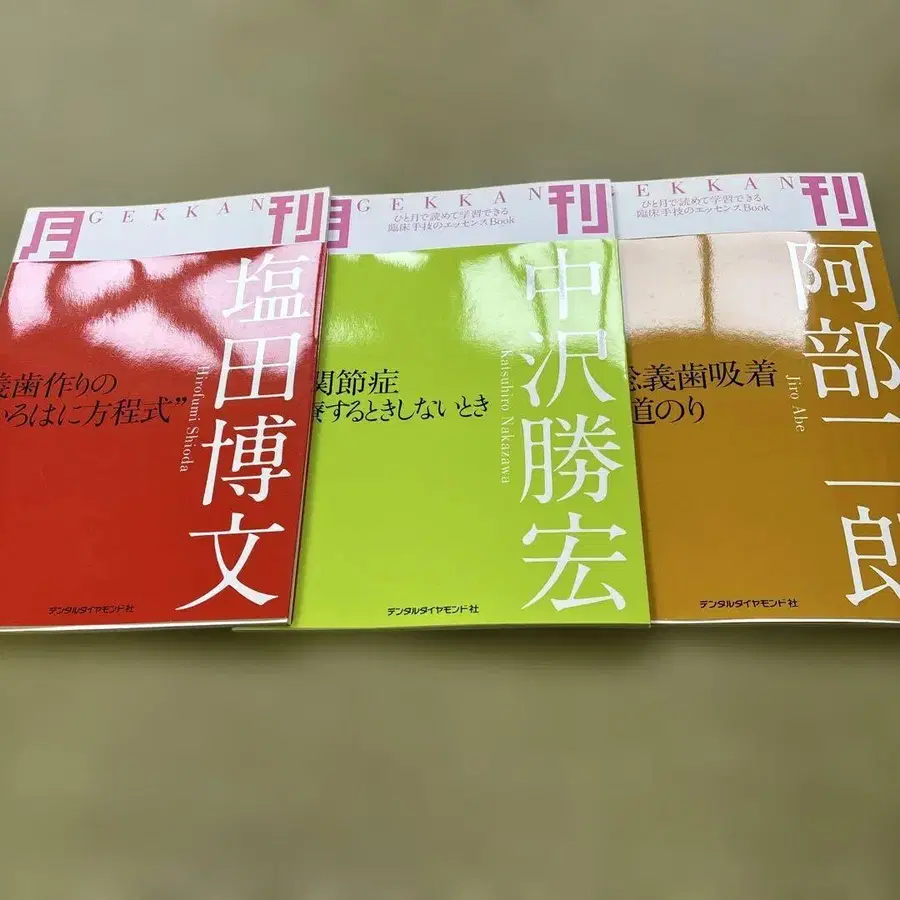 月刊
GEKKAN
塩田博文
Hirofumi Shioda
義歯作りの
いろはに方程式”
デンタルダイヤモンド社
月刊
GEKKAN
ひと月で読めて学習できる
臨床手技のエッセンスBook
中沢勝宏
Katsuhiro Nakazawa
関節症
療するときしないとき
デンタルダイヤモンド社
刊
EKKAN
ひと月で読めて学習できる
臨床手技のエッセンスBook
阿部二郎
Jiro Abe
義歯吸着
道のり
デンタルダイヤモンド社